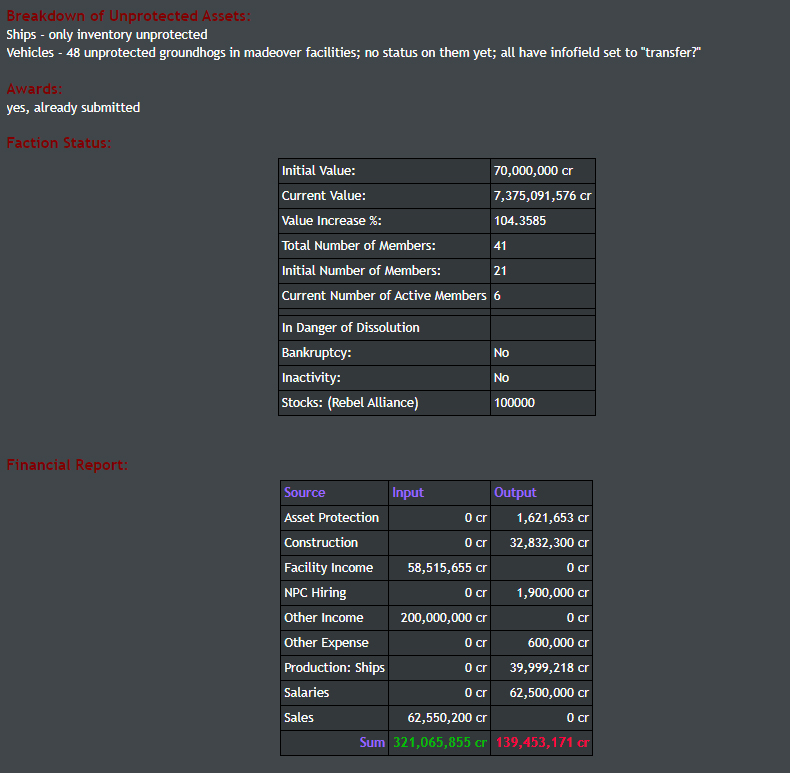 Breakdown of Unprotected Assets:
Ships - only inventory unprotected
Vehicles - 48 unprotected groundhogs in madeover facilities; no status on them yet; all have infofield set to "transfer?"
Awards:
yes, already submitted
Faction Status:
Initial Value: 70,000,000 cr
Current Value: 7,375,091,576 cr
Value Increase %: 104.3585
Total Number of Members: 41
Initial Number of Members: 21
Current Number of Active Members 6
In Danger of Dissolution
Bankruptcy: No
Inactivity: No
Stocks: (Rebel Alliance) 100000
Financial Report:
Source Input Output
Asset Protection 0 cr 1,621,653 cr
Construction 0 cr 32,832,300 cr
Facility Income 58,515,655 cr 0 cr
NPC Hiring 0 cr 1,900,000 cr
Other Income 200,000,000 cr 0 cr
Other Expense 0 cr 600,000 cr
Production: Ships 0 cr 39,999,218 cr
Salaries 0 cr 62,500,000 cr
Sales 62,550,200 cr 0 cr
Sum 321,065,855 cr 139,453,171 cr